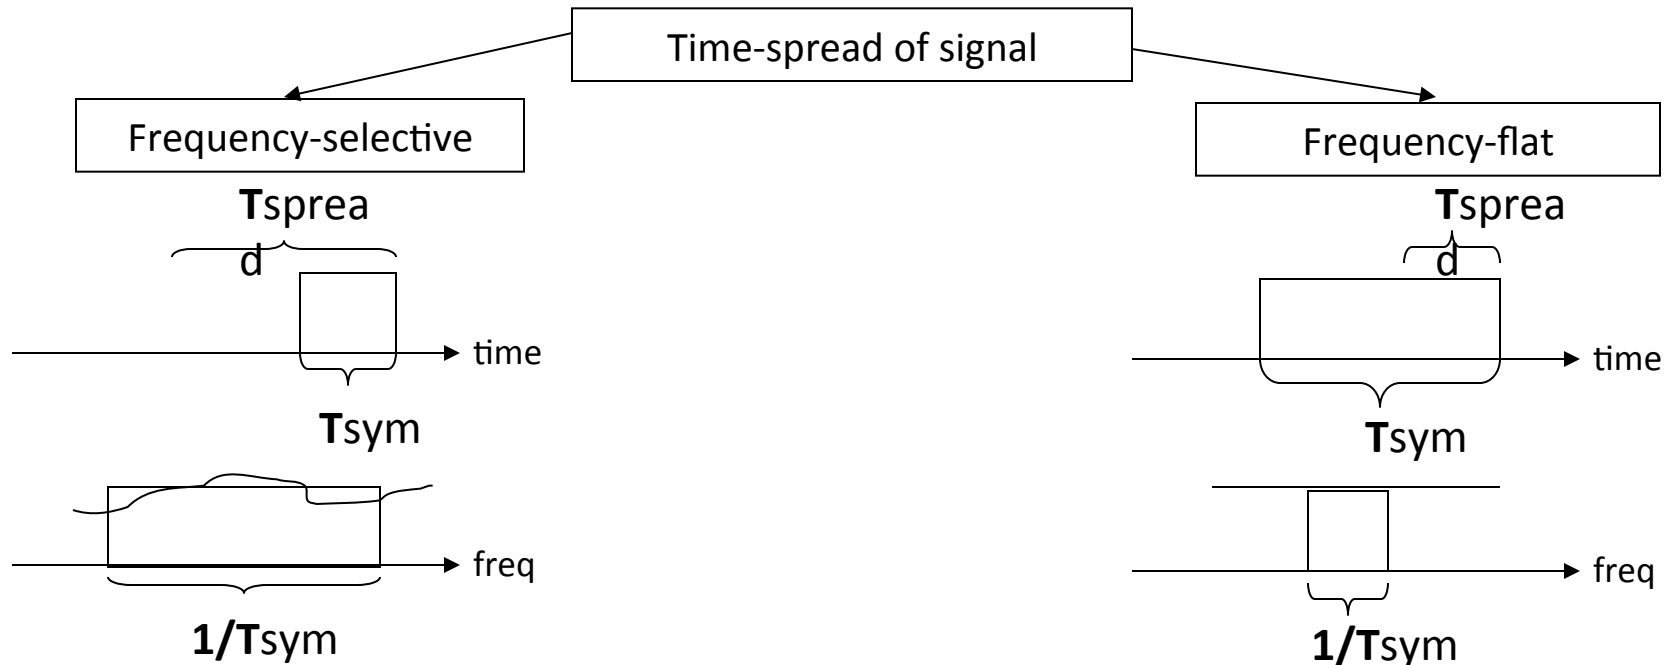 Time-spread of signal
Frequency-selective
Frequency-flat
Tsprea
d
Tsprea
d
time
time
Tsym
Tsym
freq
freq
1/Tsym
1/Tsym